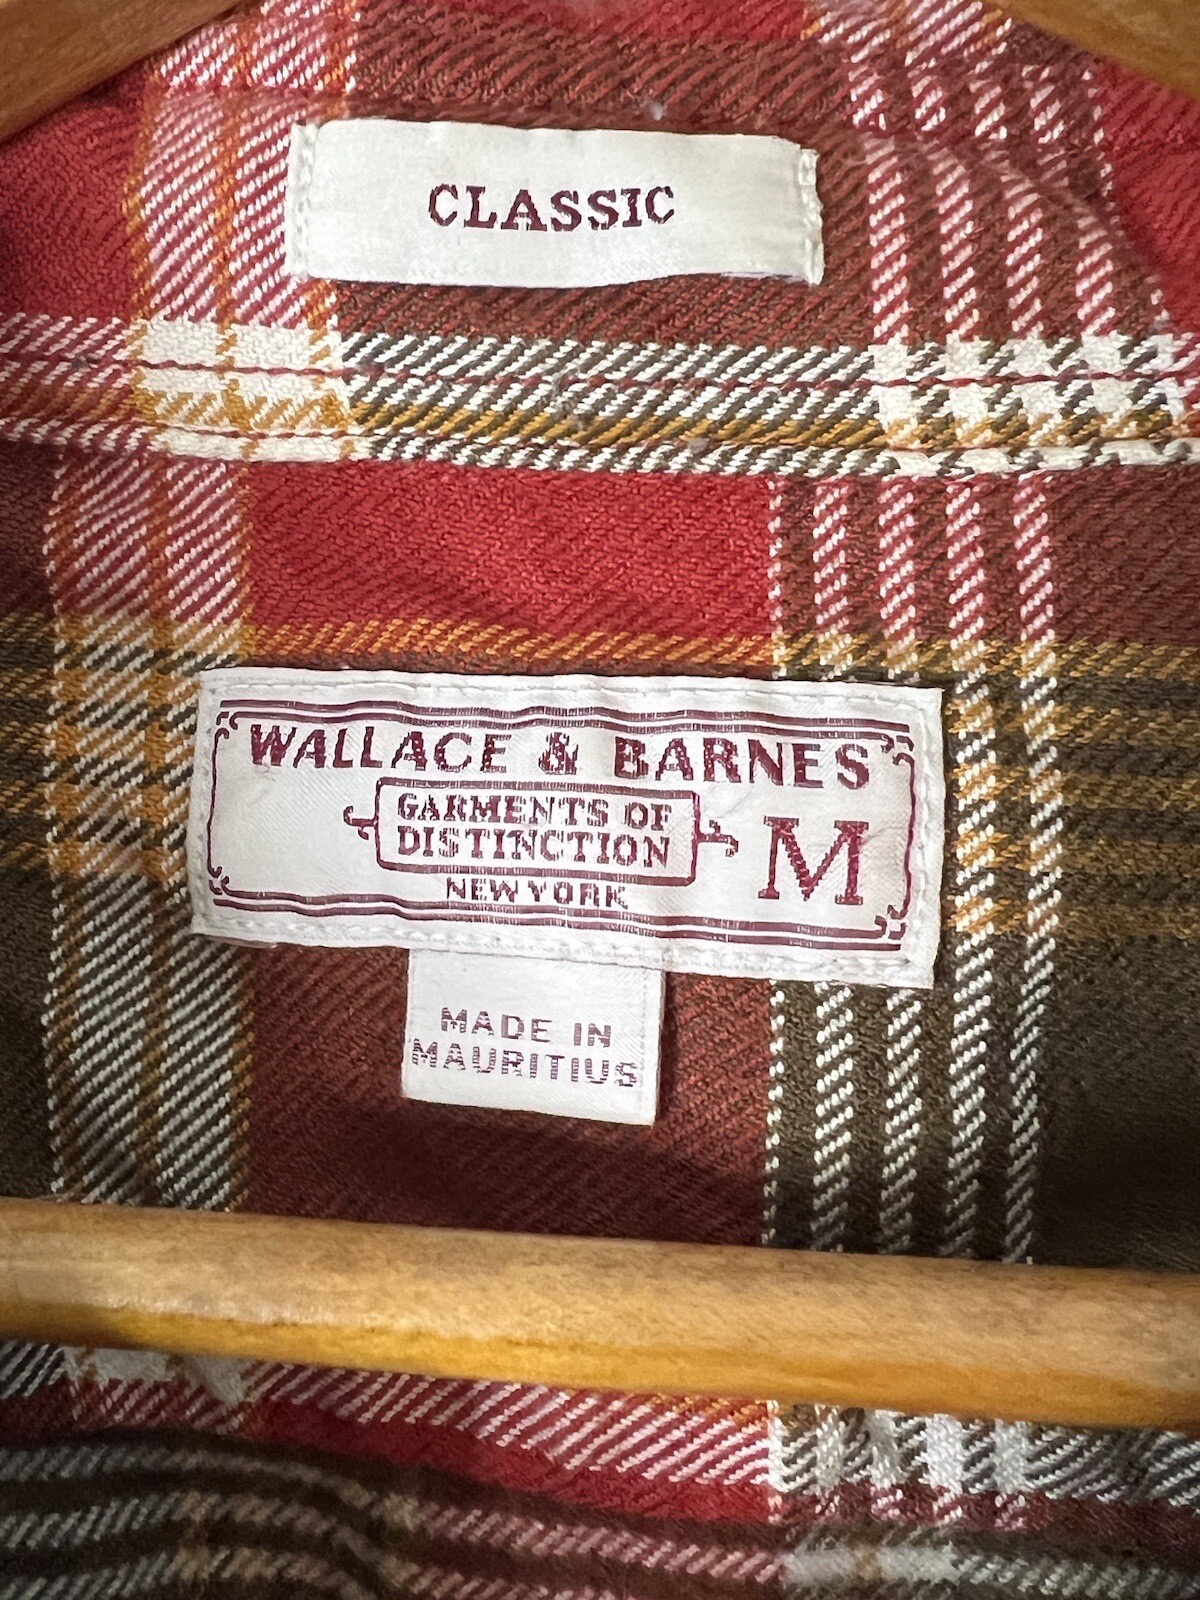 CLASSIC
WALLACE & BARNES
GARMENTS OF
DISTINCTION
NEW YORK
M
MADE IN
MAURITIUS